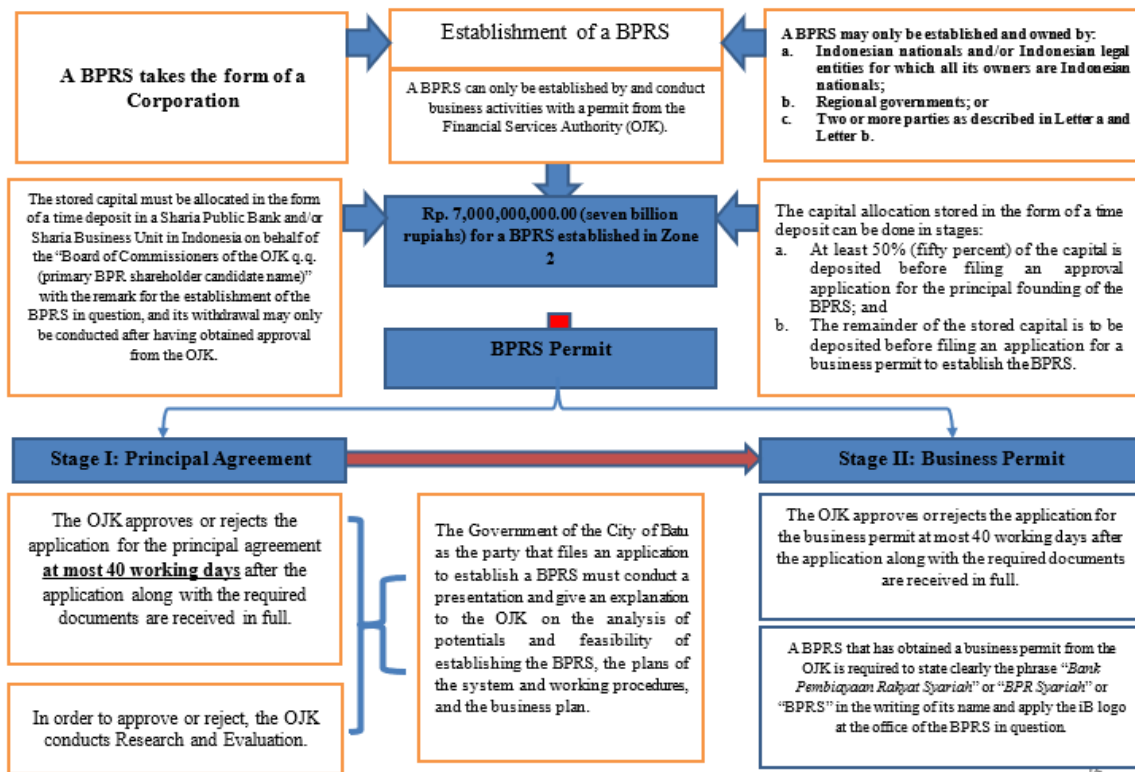 A BPRS takes the form of a
Corporation
Establishment of a BPRS
A BPRS can only be established by and conduct
business activities with a permit from the
Financial Services Authority (OJK).
A BPRS may only be established and owned by:
a. Indonesian nationals and/or Indonesian legal
entities for which all its owners are Indonesian
nationals;
b. Regional governments; or
c. Two or more parties as described in Letter a and
Letter b.
The stored capital must be allocated in the form
of a time deposit in a Sharia Public Bank and/or
Sharia Business Unit in Indonesia on behalf of
the “Board of Commissioners of the OJK q.q.
(primary BPR shareholder candidate name)”
with the remark for the establishment of the
BPRS in question, and its withdrawal may only
be conducted after having obtained approval
from the OJK.
Rp. 7,000,000,000.00 (seven billion
rupiahs) for a BPRS established in Zone
2
The capital allocation stored in the form of a time
deposit can be done in stages:
a. At least 50% (fifty percent) of the capital is
deposited before filing an approval
application for the principal founding of
the BPRS; and
b. The remainder of the stored capital is to be
deposited before filing an application for a
business permit to establish the BPRS.
BPRS Permit
Stage I: Principal Agreement
Stage II: Business Permit
The OJK approves or rejects the
application for the principal agreement
at most 40 working days after the
application along with the required
documents are received in full.
In order to approve or reject, the OJK
conducts Research and Evaluation.
The Government of the City of Batu
as the party that files an application
to establish a BPRS must conduct a
presentation and give an explanation
to the OJK on the analysis of
potentials and feasibility of
establishing the BPRS, the plans of
the system and working procedures,
and the business plan.
The OJK approves or rejects the application for
the business permit at most 40 working days after
the application along with the required documents
are received in full.
A BPRS that has obtained a business permit from the
OJK is required to state clearly the phrase “Bank
Pembiayaan Rakyat Syariah” or “BPR Syariah” or
“BPRS” in the writing of its name and apply the iB logo
at the office of the BPRS in question.